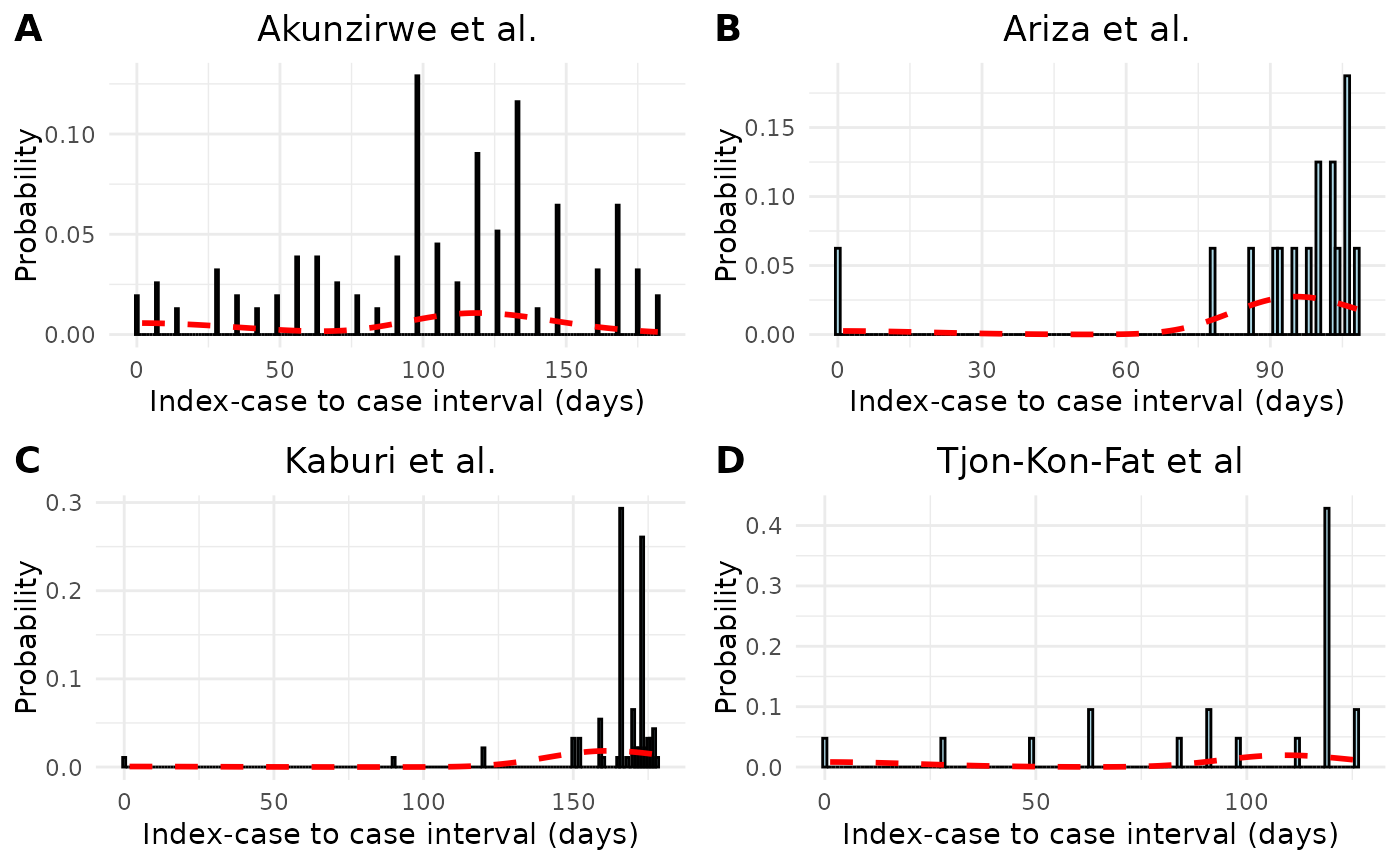 A
Akunzirwe et al.
Probability
0.10
0.05
0.00
0
50
100
150
Index-case to case interval (days)
B
Ariza et al.
Probability
0.15
0.10
0.05
0.00
0
30
60
90
Index-case to case interval (days)
C
Kaburi et al.
Probability
0.3
0.2
0.1
0.0
0
50
100
150
Index-case to case interval (days)
D
Tjon-Kon-Fat et al
Probability
0.4
0.3
0.2
0.1
0.0
0
50
100
Index-case to case interval (days)